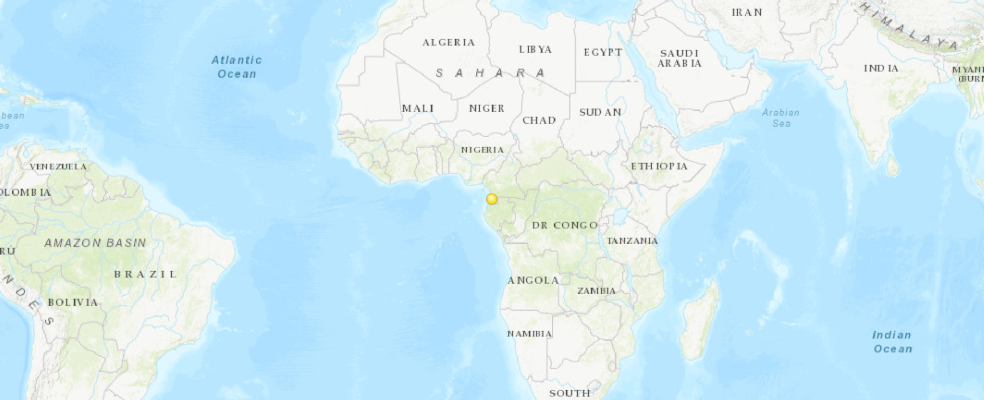 IRAN
HIMALAYA
Atlantic
Ocean
ALGERIA
LIBYA
EGYPT
SAUDI
ARABIA
INDIA
MYANM
(BURM
SAHARA
MALI
NIGER
CHAD
SUDAN
Arabian
Sea
bean
ea
NIGERIA
ETHIOPIA
VENEZUELA
OLOMBIA
DR CONGO
TANZANIA
AMAZON BASIN
RU
BRAZIL
ANGOLA
ZAMBIA
NDES
BOLIVIA
NAMIBIA
Indian
Ocean
SOUTH